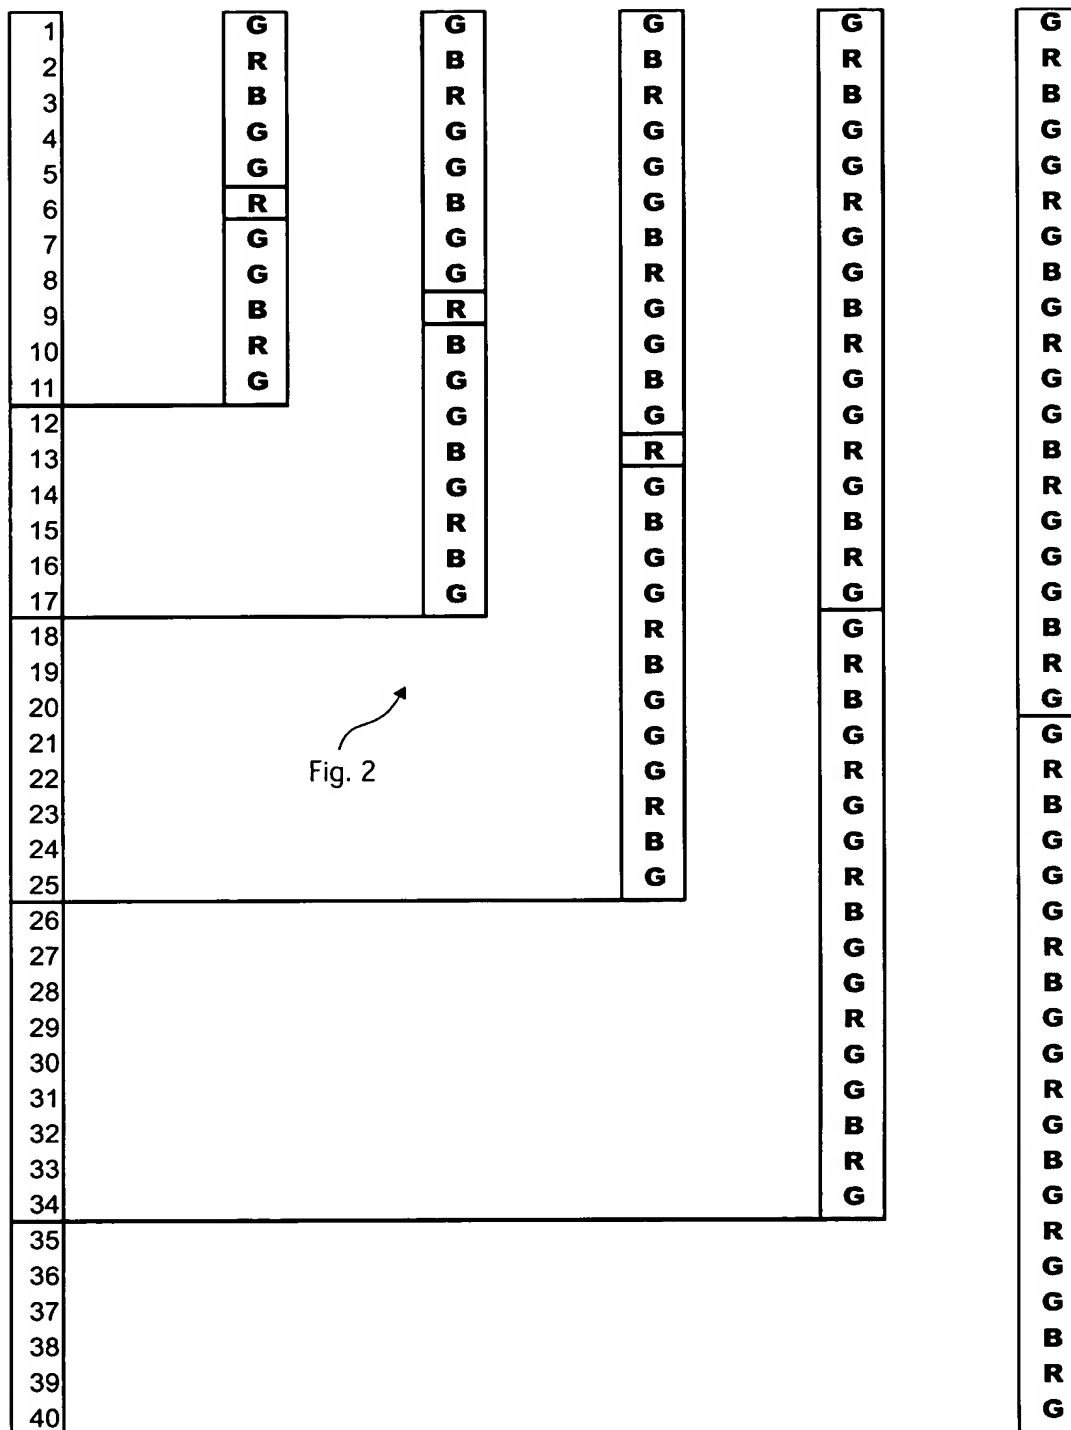 1 G G G G G
2 R B B R R
3 B R R B B
4 G G G G G
5 G G G G G
6 R B G R R
7 G G B G G
8 G G R G B
9 B R G B G
10 R B G R R
11 G G B G G
12 G G G G
13 B R R B
14 G G G R
15 R B B G
16 B G R G
17 G G G G
18 R G B
19 B R R
20 G B G
21 G G G
22 G R R
Fig. 2
23 R G B
24 B G G
25 G R G
26 B G
27 G R
28 G B
29 R G
30 G G
31 G R
32 B G
33 R B
34 G G
35 R
36 G
37 G
38 B
39 R
40 G